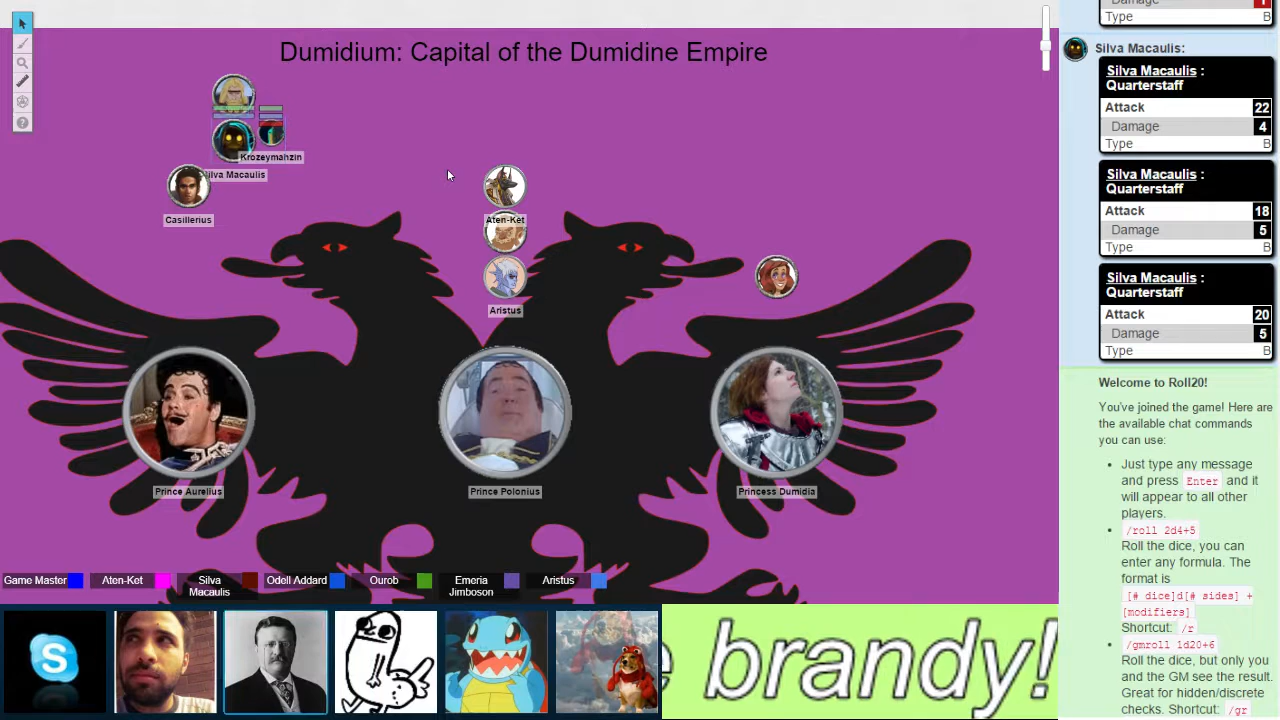 Dumidium: Capital of the Dumidine Empire
Krozeymahzin
Silva Macaulis
Casillerius
Aten-Ket
Aristus
Prince Aurelius
Prince Polonius
Princess Dumidia
Game Master
Aten-Ket
Silva
Macaulis
Odell Addard
Ourob
Emeria
Jimboson
Aristus
S
brandy!
Damage 1
Type B
Silva Macaulis:
Silva Macaulis :
Quarterstaff
Attack 22
Damage 4
Type B
Silva Macaulis :
Quarterstaff
Attack 18
Damage 5
Type B
Silva Macaulis :
Quarterstaff
Attack 20
Damage 5
Type B
Welcome to Roll20!
You've joined the game! Here are
the available chat commands
you can use:
Just type any message
and press Enter and it
will appear to all other
players.
/roll 2d4+5
Roll the dice, you can
enter any formula. The
format is
[# dice]d[# sides] +
[modifiers]
Shortcut: /r
/gmroll 1d20+6
Roll the dice, but only you
and the GM see the result.
Great for hidden/discrete
checks. Shortcut: /gr